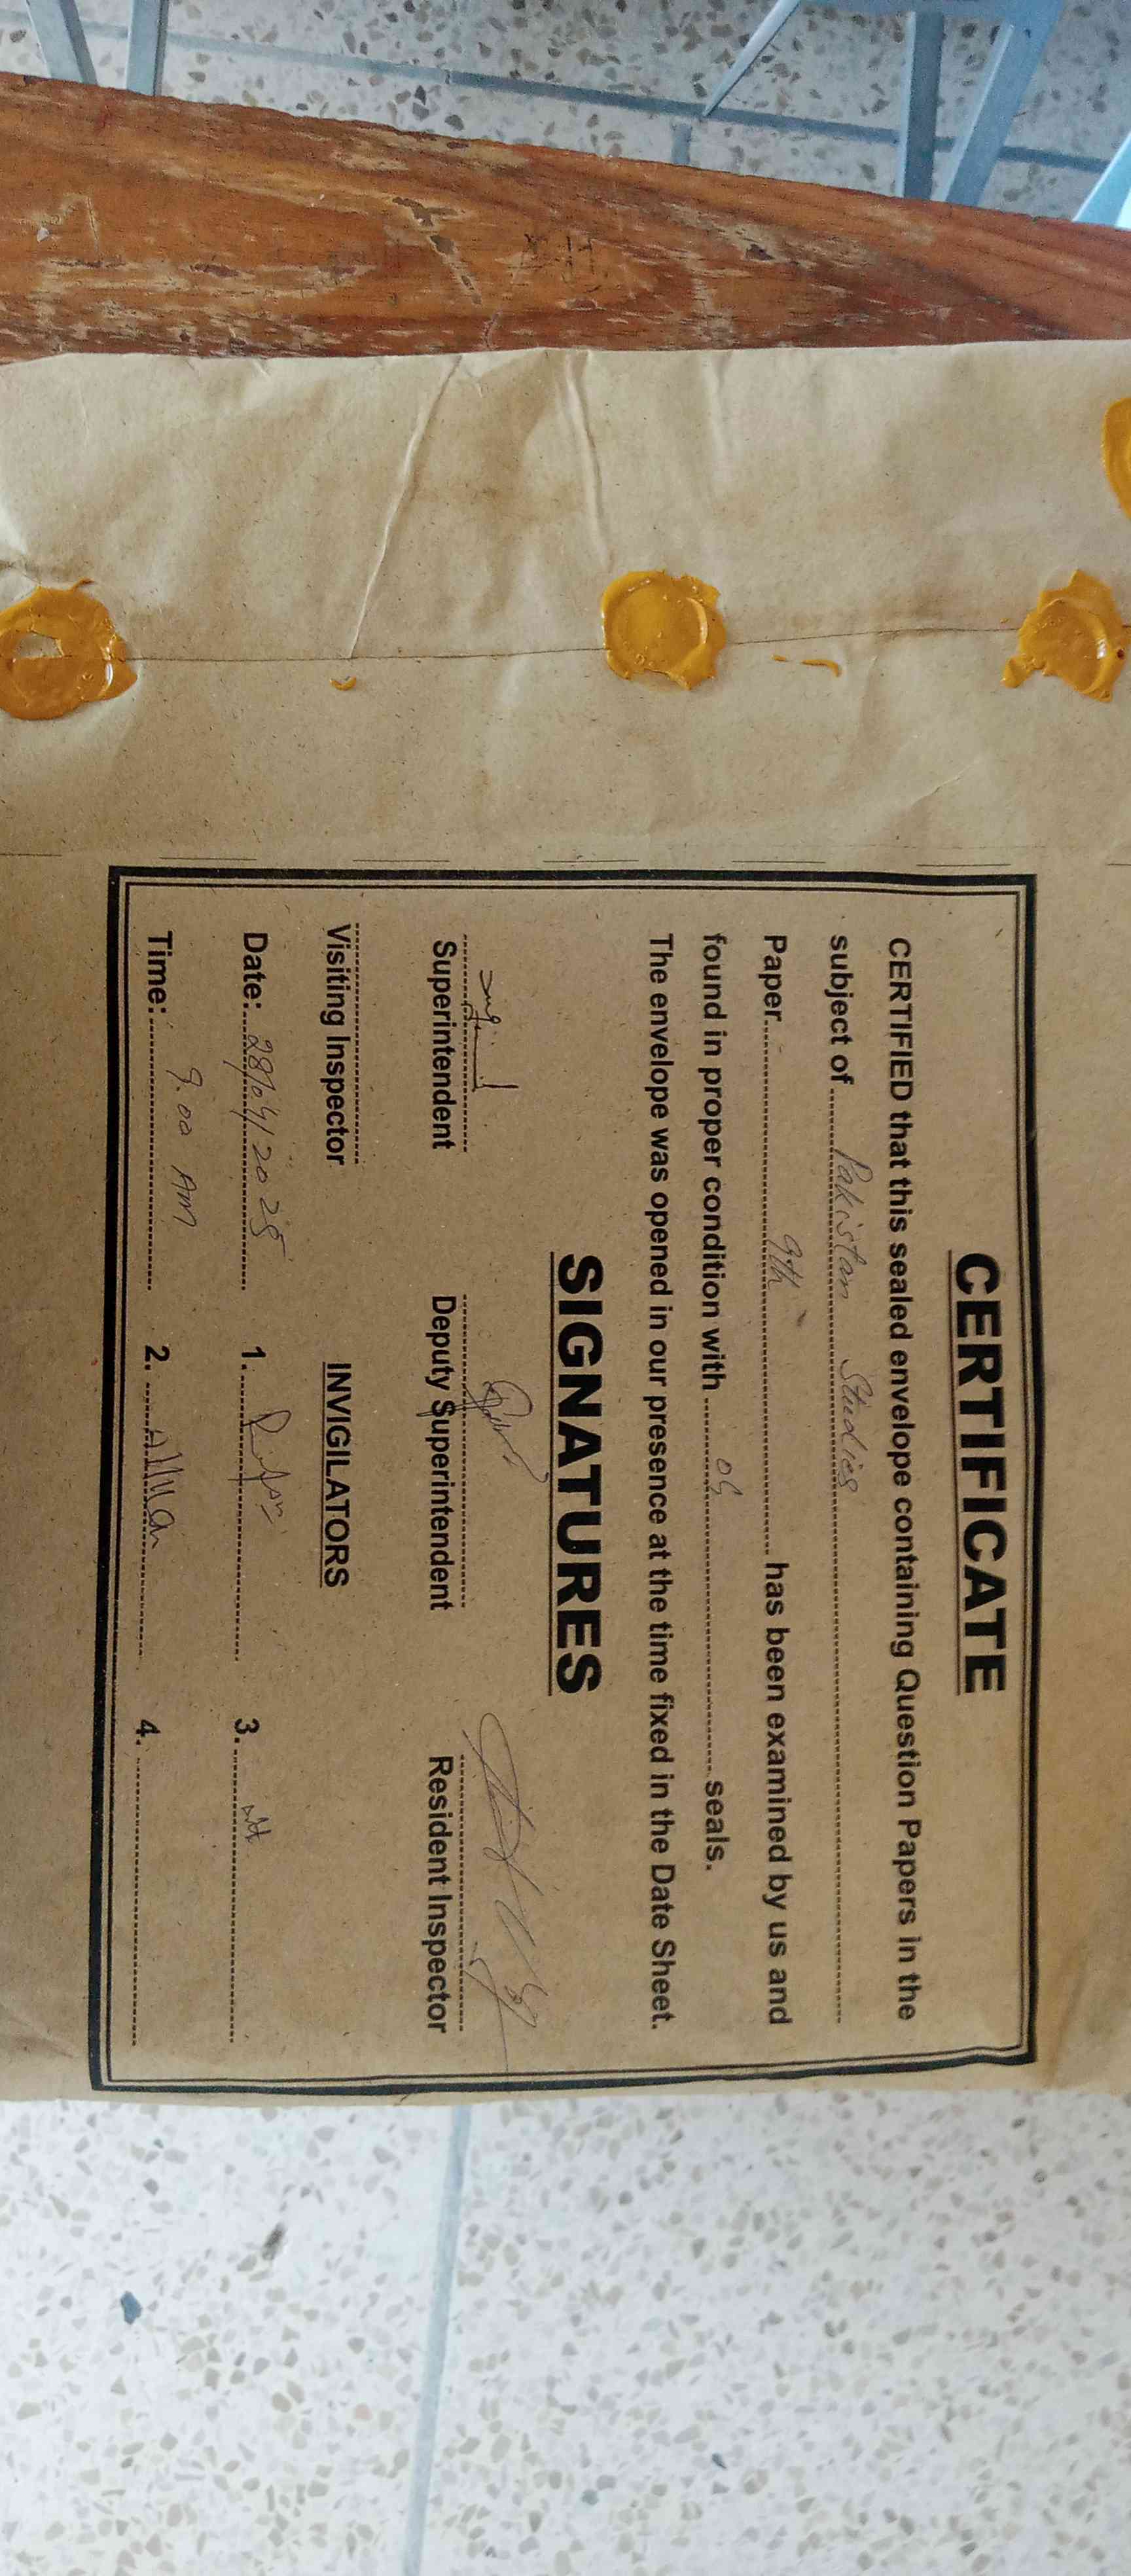 CERTIFICATE
CERTIFIED that this sealed envelope containing Question Papers in the
subject of Pakistan Studies
Paper 9th has been examined by us and
found in proper condition with seals.
The envelope was opened in our presence at the time fixed in the Date Sheet.
SIGNATURES
Superintendent Deputy Superintendent Resident Inspector
Visiting Inspector INVIGILATORS
Date: 28/04/2025 1. 3.
Time: 9.00 AM 2. 4.